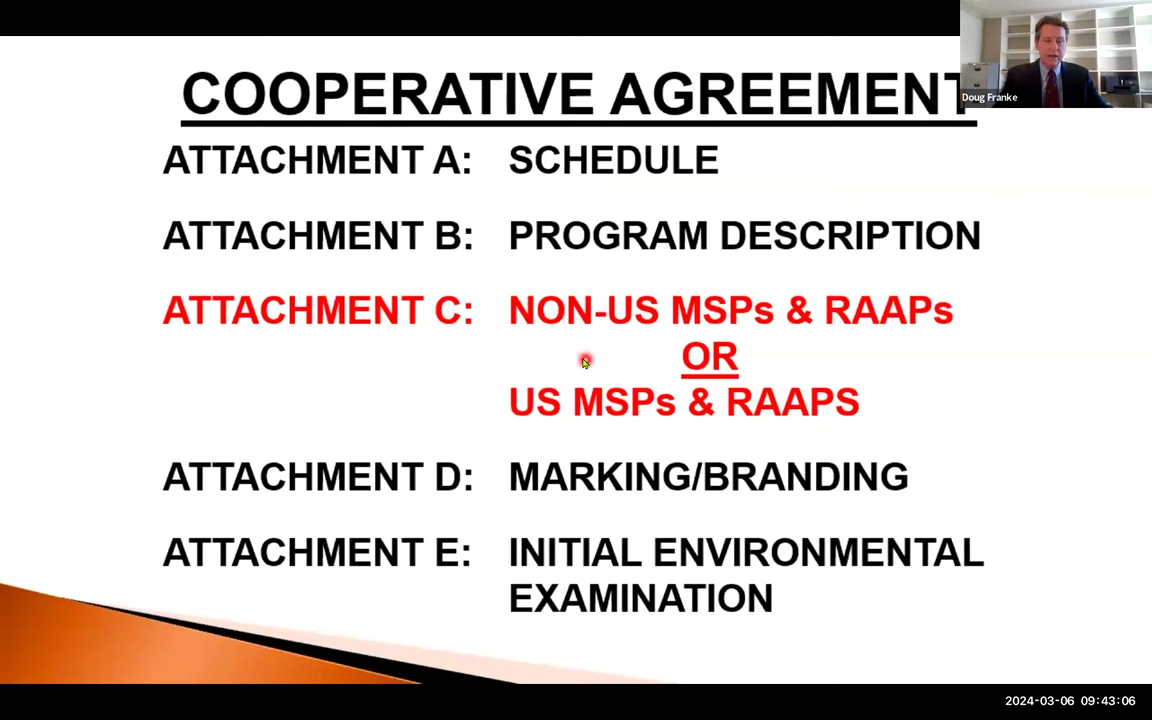 COOPERATIVE AGREEMENT
Doug Franke
ATTACHMENT A: SCHEDULE
ATTACHMENT B: PROGRAM DESCRIPTION
ATTACHMENT C: NON-US MSPs & RAAPs
OR
US MSPs & RAAPS
ATTACHMENT D: MARKING/BRANDING
ATTACHMENT E: INITIAL ENVIRONMENTAL
EXAMINATION
2024-03-06 09:43:06